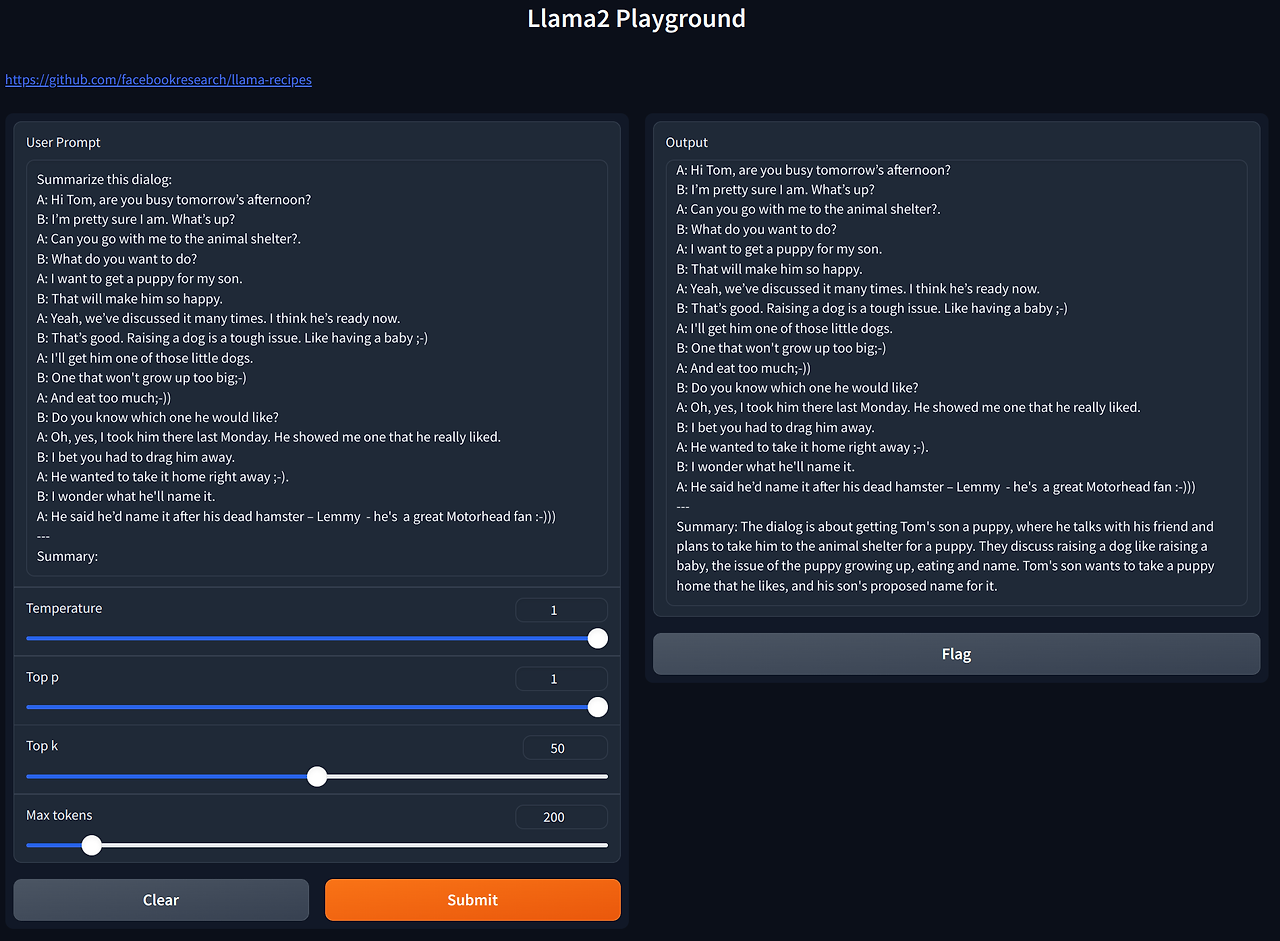 Llama2 Playground
https://github.com/facebookresearch/llama-recipes
User Prompt
Summarize this dialog:
A: Hi Tom, are you busy tomorrow’s afternoon?
B: I’m pretty sure I am. What’s up?
A: Can you go with me to the animal shelter?.
B: What do you want to do?
A: I want to get a puppy for my son.
B: That will make him so happy.
A: Yeah, we’ve discussed it many times. I think he’s ready now.
B: That’s good. Raising a dog is a tough issue. Like having a baby ;-)
A: I'll get him one of those little dogs.
B: One that won't grow up too big;-)
A: And eat too much;-))
B: Do you know which one he would like?
A: Oh, yes, I took him there last Monday. He showed me one that he really liked.
B: I bet you had to drag him away.
A: He wanted to take it home right away ;-).
B: I wonder what he'll name it.
A: He said he’d name it after his dead hamster – Lemmy  - he's  a great Motorhead fan :-)))
---
Summary:
Temperature
1
Top p
1
Top k
50
Max tokens
200
Clear
Submit
Output
A: Hi Tom, are you busy tomorrow’s afternoon?
B: I’m pretty sure I am. What’s up?
A: Can you go with me to the animal shelter?.
B: What do you want to do?
A: I want to get a puppy for my son.
B: That will make him so happy.
A: Yeah, we’ve discussed it many times. I think he’s ready now.
B: That’s good. Raising a dog is a tough issue. Like having a baby ;-)
A: I'll get him one of those little dogs.
B: One that won't grow up too big;-)
A: And eat too much;-))
B: Do you know which one he would like?
A: Oh, yes, I took him there last Monday. He showed me one that he really liked.
B: I bet you had to drag him away.
A: He wanted to take it home right away ;-).
B: I wonder what he'll name it.
A: He said he’d name it after his dead hamster – Lemmy  - he's  a great Motorhead fan :-)))
---
Summary: The dialog is about getting Tom's son a puppy, where he talks with his friend and
plans to take him to the animal shelter for a puppy. They discuss raising a dog like raising a
baby, the issue of the puppy growing up, eating and name. Tom's son wants to take a puppy
home that he likes, and his son's proposed name for it.
Flag